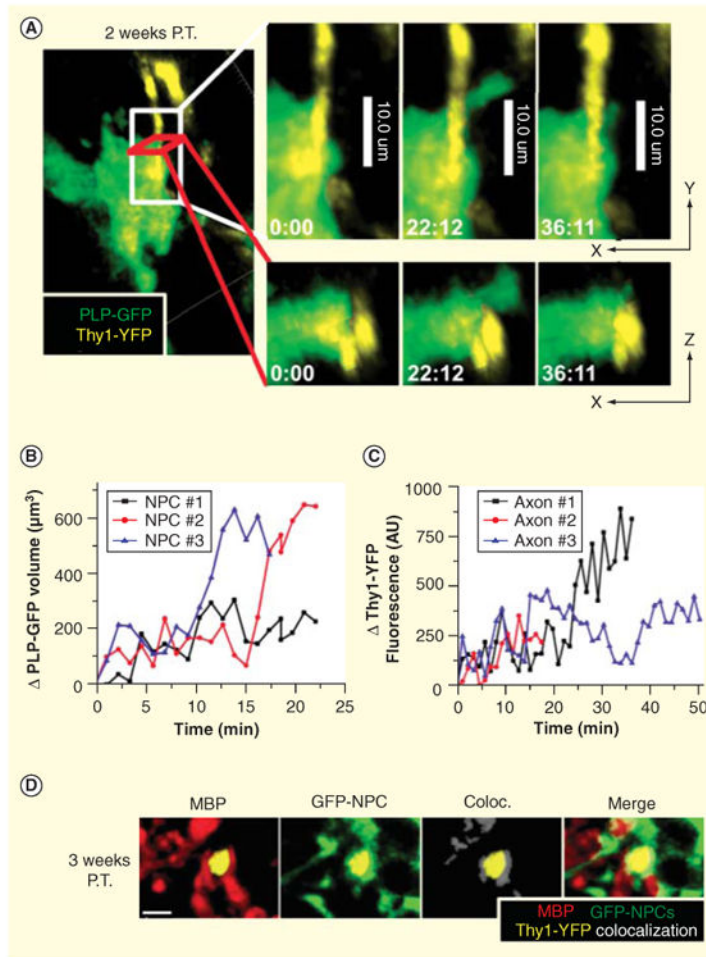 A
2 weeks P.T.
PLP-GFP
Thy1-YFP
0:00
10.0 um
22:12
10.0 um
36:11
10.0 um
Y
X
0:00
22:12
36:11
Z
X
B
Δ PLP-GFP volume (µm³)
600
400
200
0
NPC #1
NPC #2
NPC #3
0 5 10 15 20 25
Time (min)
C
Δ Thy1-YFP
Fluorescence (AU)
1000
750
500
250
0
Axon #1
Axon #2
Axon #3
0 10 20 30 40 50
Time (min)
D
MBP GFP-NPC Coloc. Merge
3 weeks
P.T.
MBP GFP-NPCs
Thy1-YFP colocalization